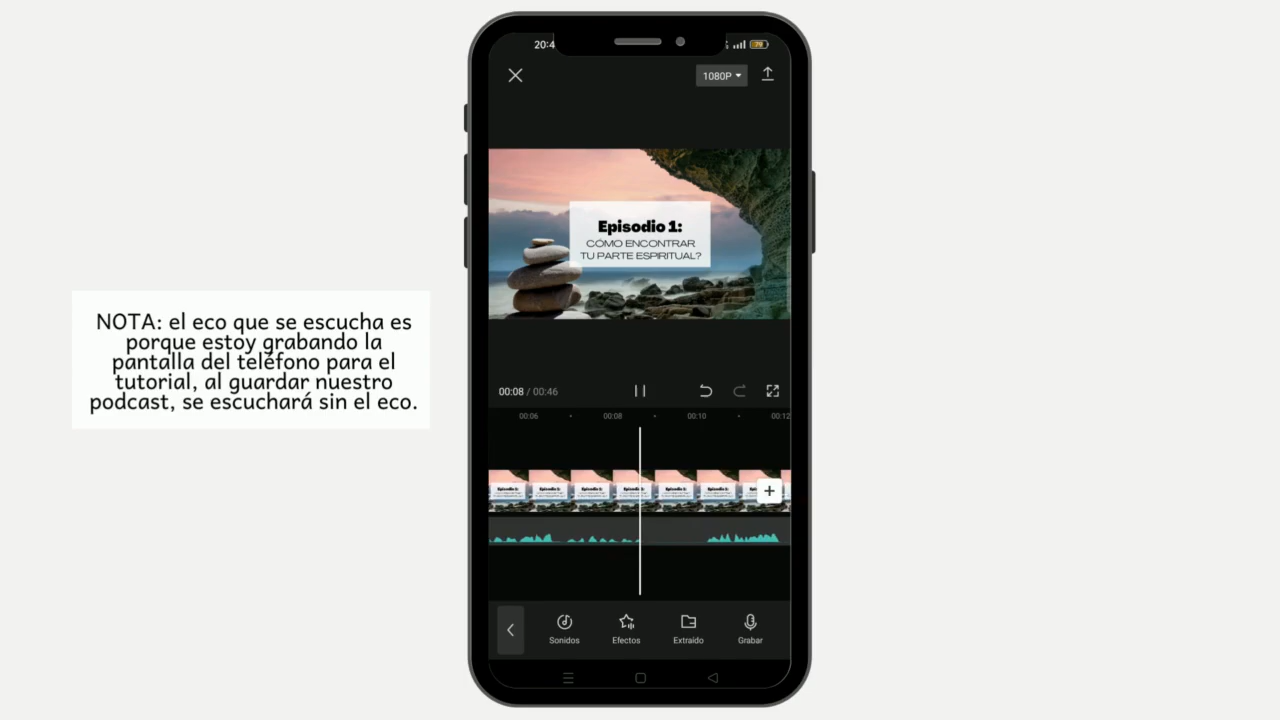 NOTA: el eco que se escucha es
porque estoy grabando la
pantalla del teléfono para el
tutorial, al guardar nuestro
podcast, se escuchará sin el eco.
20:4
1080P
Episodio 1:
CÓMO ENCONTRAR
TU PARTE ESPIRITUAL?
00:08 / 00:46
00:06 00:08 00:10 00:12
Sonidos Efectos Extraído Grabar